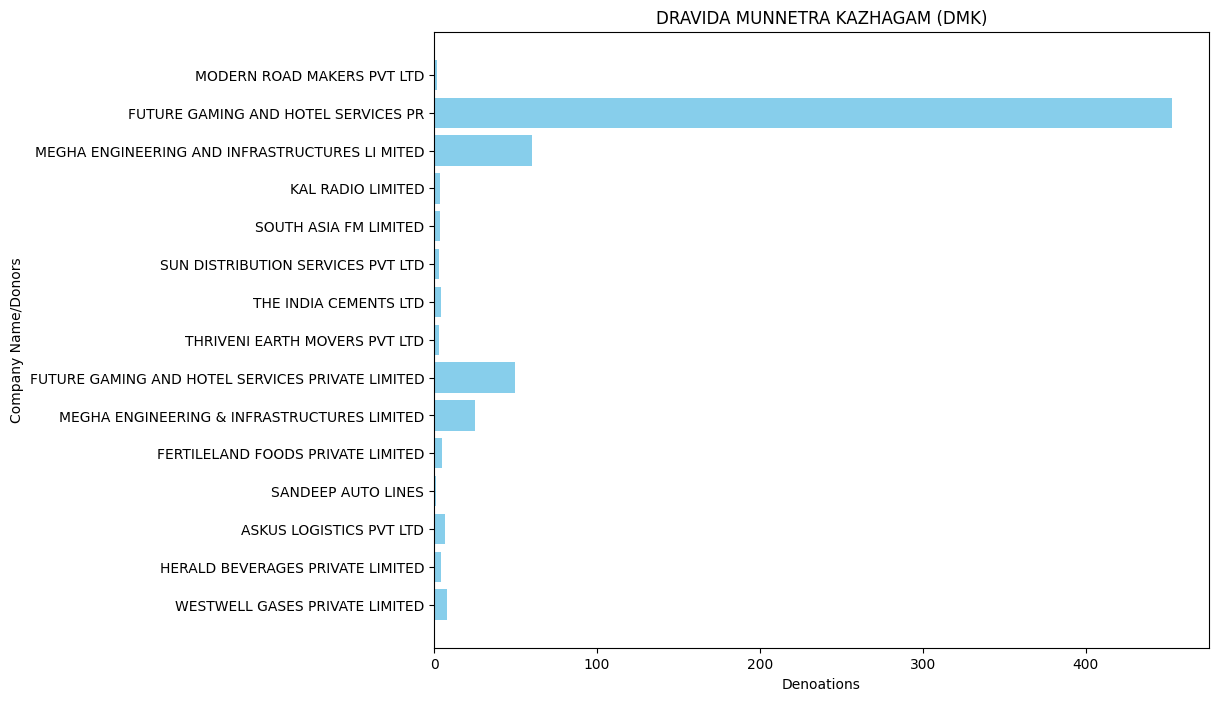 DRAVIDA MUNNETRA KAZHAGAM (DMK)
MODERN ROAD MAKERS PVT LTD
FUTURE GAMING AND HOTEL SERVICES PR
MEGHA ENGINEERING AND INFRASTRUCTURES LI MITED
KAL RADIO LIMITED
SOUTH ASIA FM LIMITED
SUN DISTRIBUTION SERVICES PVT LTD
THE INDIA CEMENTS LTD
THRIVENI EARTH MOVERS PVT LTD
FUTURE GAMING AND HOTEL SERVICES PRIVATE LIMITED
MEGHA ENGINEERING & INFRASTRUCTURES LIMITED
FERTILELAND FOODS PRIVATE LIMITED
SANDEEP AUTO LINES
ASKUS LOGISTICS PVT LTD
HERALD BEVERAGES PRIVATE LIMITED
WESTWELL GASES PRIVATE LIMITED
Company Name/Donors
0 100 200 300 400
Denoations